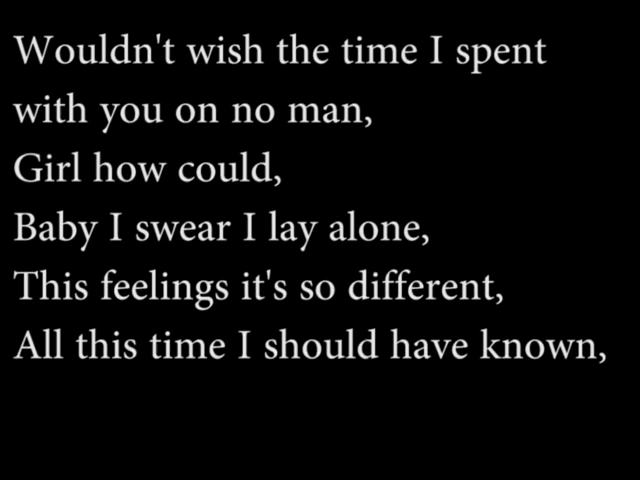 Wouldn't wish the time I spent
with you on no man,
Girl how could,
Baby I swear I lay alone,
This feelings it's so different,
All this time I should have known,